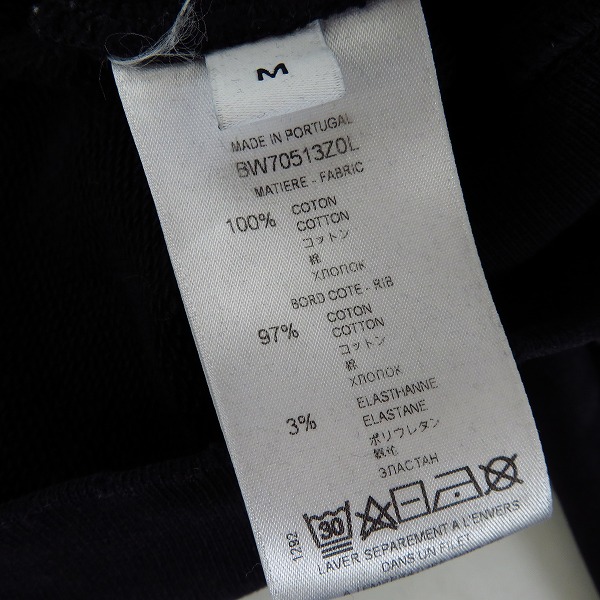 M
MADE IN PORTUGAL
BW70513Z0L
MATIERE - FABRIC
100% COTON
COTTON
コットン
棉
ХЛОПОК
BORD COTE - RIB
97% COTON
COTTON
コットン
棉
ХЛОПОК
3% ELASTHANNE
ELASTANE
ポリウレタン
ЭЛАСТАН
1292
30
LAVER SEPAREMENT A L'ENVERS
DANS UN FILET